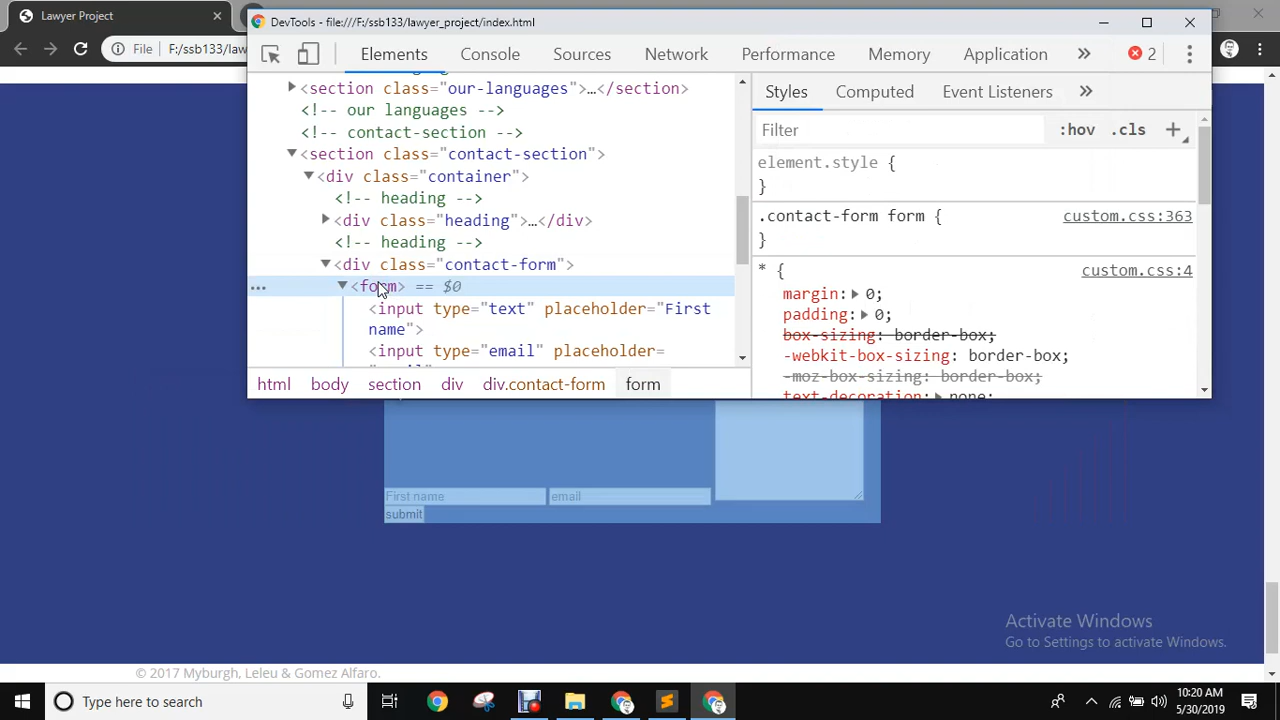 Lawyer Project
DevTools - file:///F:/ssb133/lawyer_project/index.html
File
F:/ssb133/law
Elements
Console
Sources
Network
Performance
Memory
Application
2
<section class="our-languages">…</section>
<!-- our languages -->
<!-- contact-section -->
<section class="contact-section">
<div class="container">
<!-- heading -->
<div class="heading">…</div>
<!-- heading -->
<div class="contact-form">
<form> == $0
<input type="text" placeholder="First
name">
<input type="email" placeholder=
html
body
section
div
div.contact-form
form
Styles
Computed
Event Listeners
Filter
:hov
.cls
element.style {
}
.contact-form form {
custom.css:363
}
* {
custom.css:4
margin: 0;
padding: 0;
box-sizing: border-box;
-webkit-box-sizing: border-box;
-moz-box-sizing: border-box;
text-decoration: none;
First name
email
submit
Activate Windows
Go to Settings to activate Windows.
© 2017 Myburgh, Leleu & Gomez Alfaro.
Type here to search
10:20 AM
5/30/2019